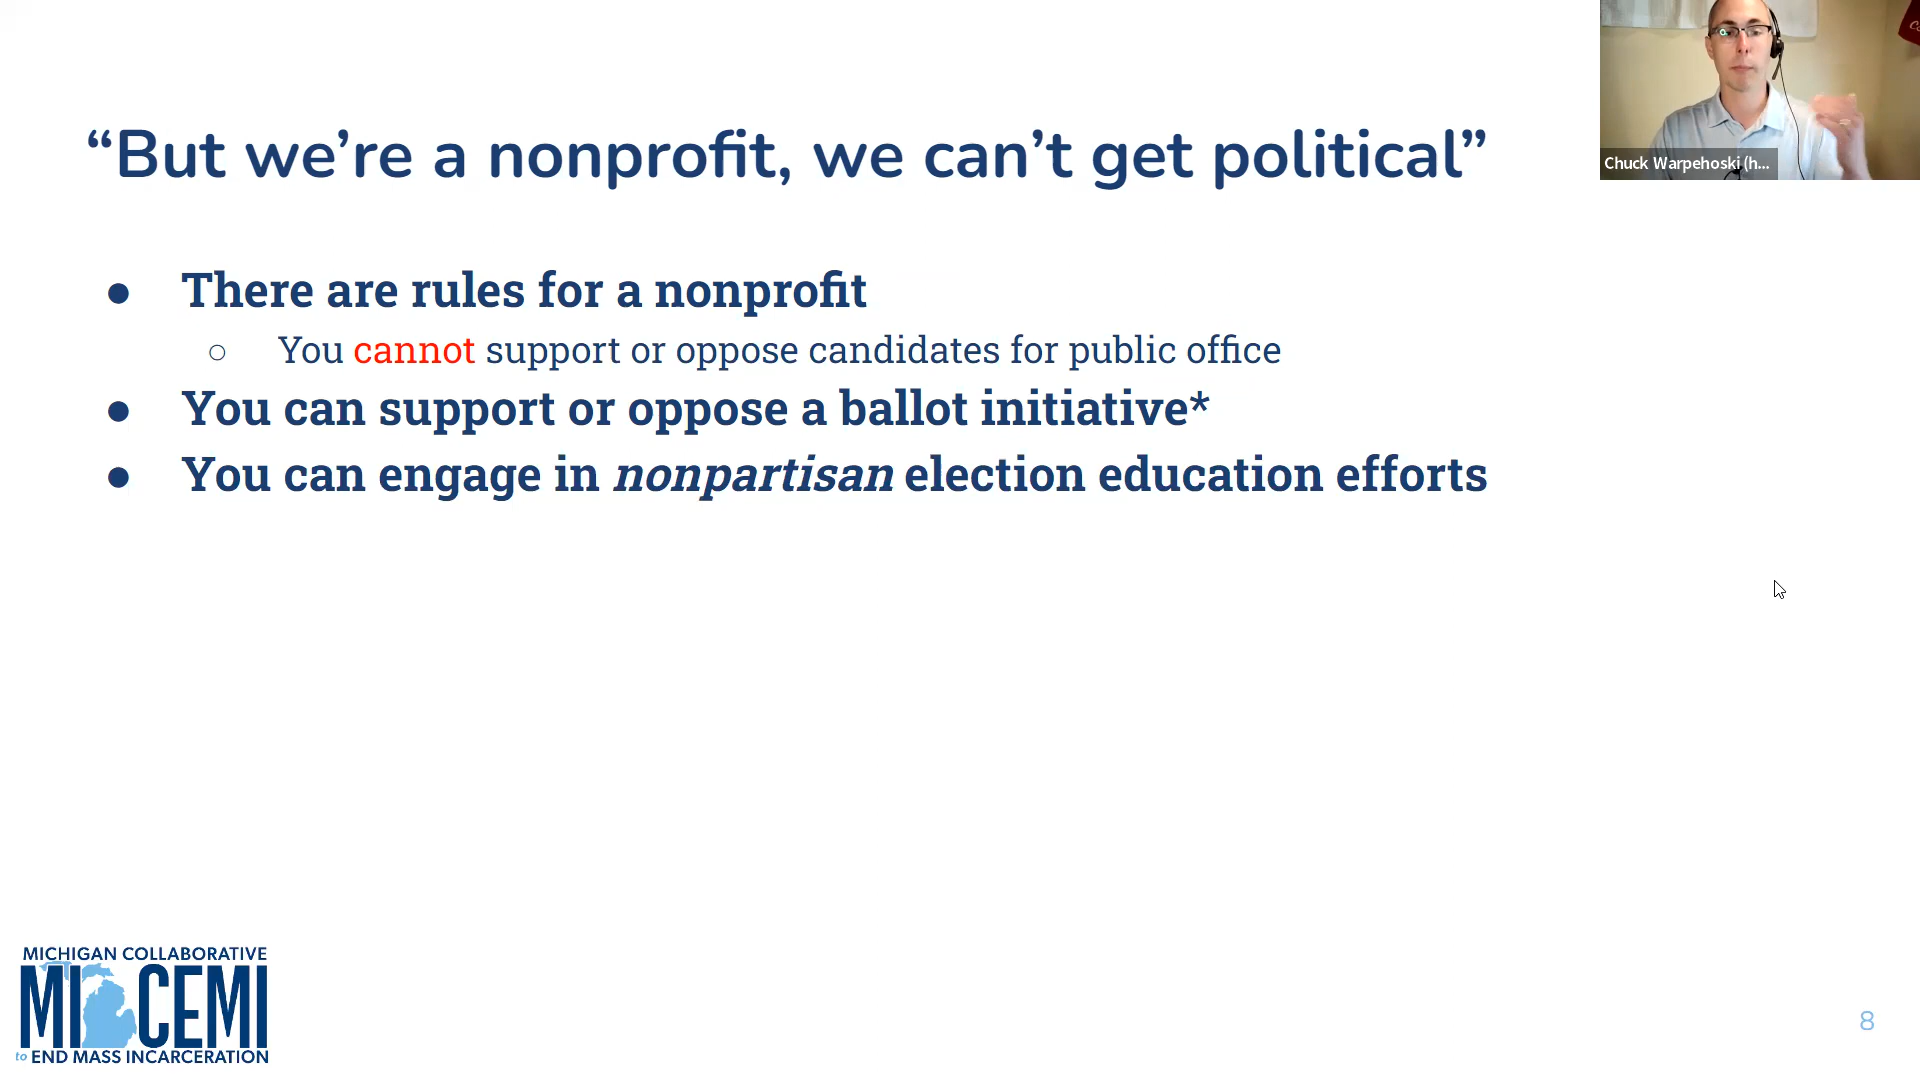 “But we’re a nonprofit, we can’t get political”
● There are rules for a nonprofit
○ You cannot support or oppose candidates for public office
● You can support or oppose a ballot initiative*
● You can engage in nonpartisan election education efforts
Chuck Warpehoski (h...
MICHIGAN COLLABORATIVE
MI CEMI
to END MASS INCARCERATION
8